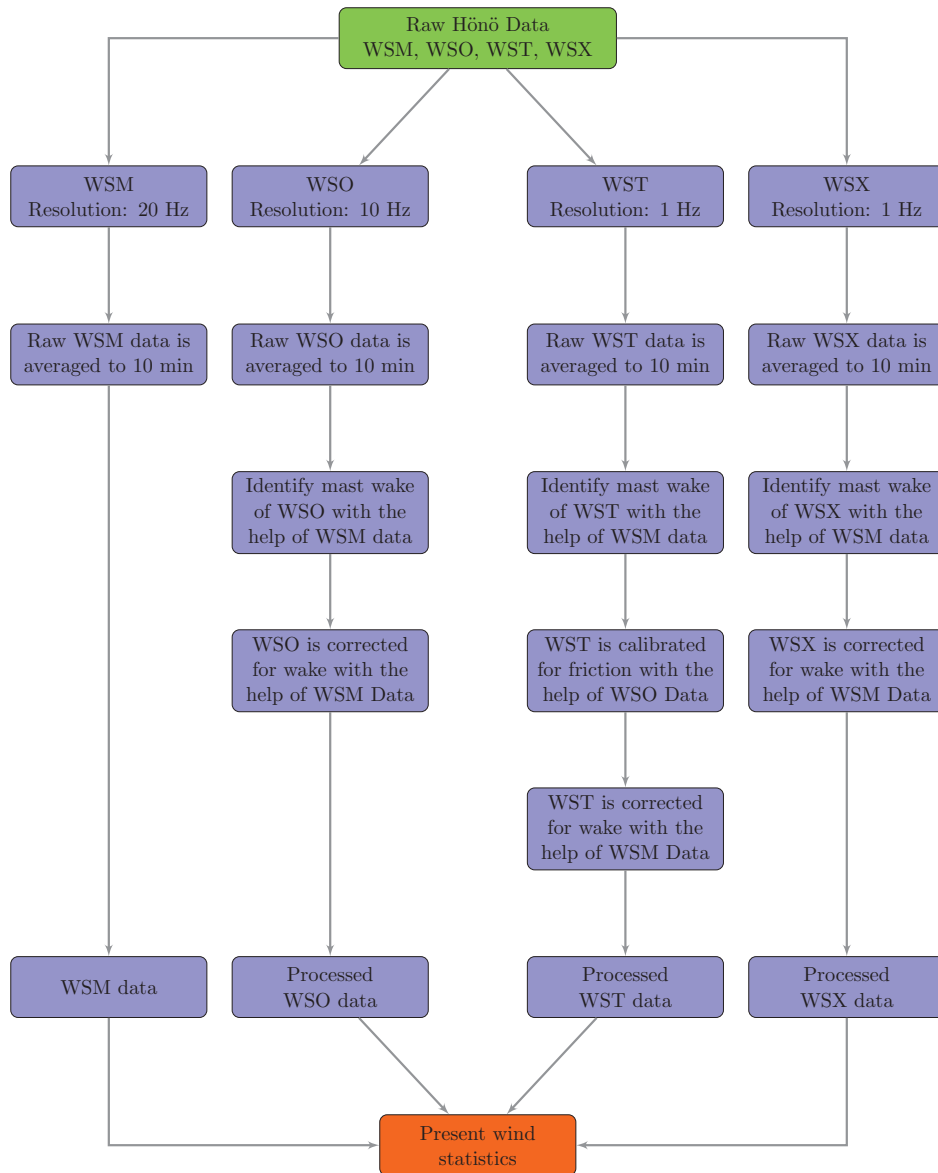 Raw Hönö Data
WSM, WSO, WST, WSX
WSM
Resolution: 20 Hz
WSO
Resolution: 10 Hz
WST
Resolution: 1 Hz
WSX
Resolution: 1 Hz
Raw WSM data is
averaged to 10 min
Raw WSO data is
averaged to 10 min
Raw WST data is
averaged to 10 min
Raw WSX data is
averaged to 10 min
Identify mast wake
of WSO with the
help of WSM data
Identify mast wake
of WST with the
help of WSM data
Identify mast wake
of WSX with the
help of WSM data
WSO is corrected
for wake with the
help of WSM Data
WST is calibrated
for friction with the
help of WSO Data
WSX is corrected
for wake with the
help of WSM Data
WST is corrected
for wake with the
help of WSM Data
WSM data
Processed
WSO data
Processed
WST data
Processed
WSX data
Present wind
statistics